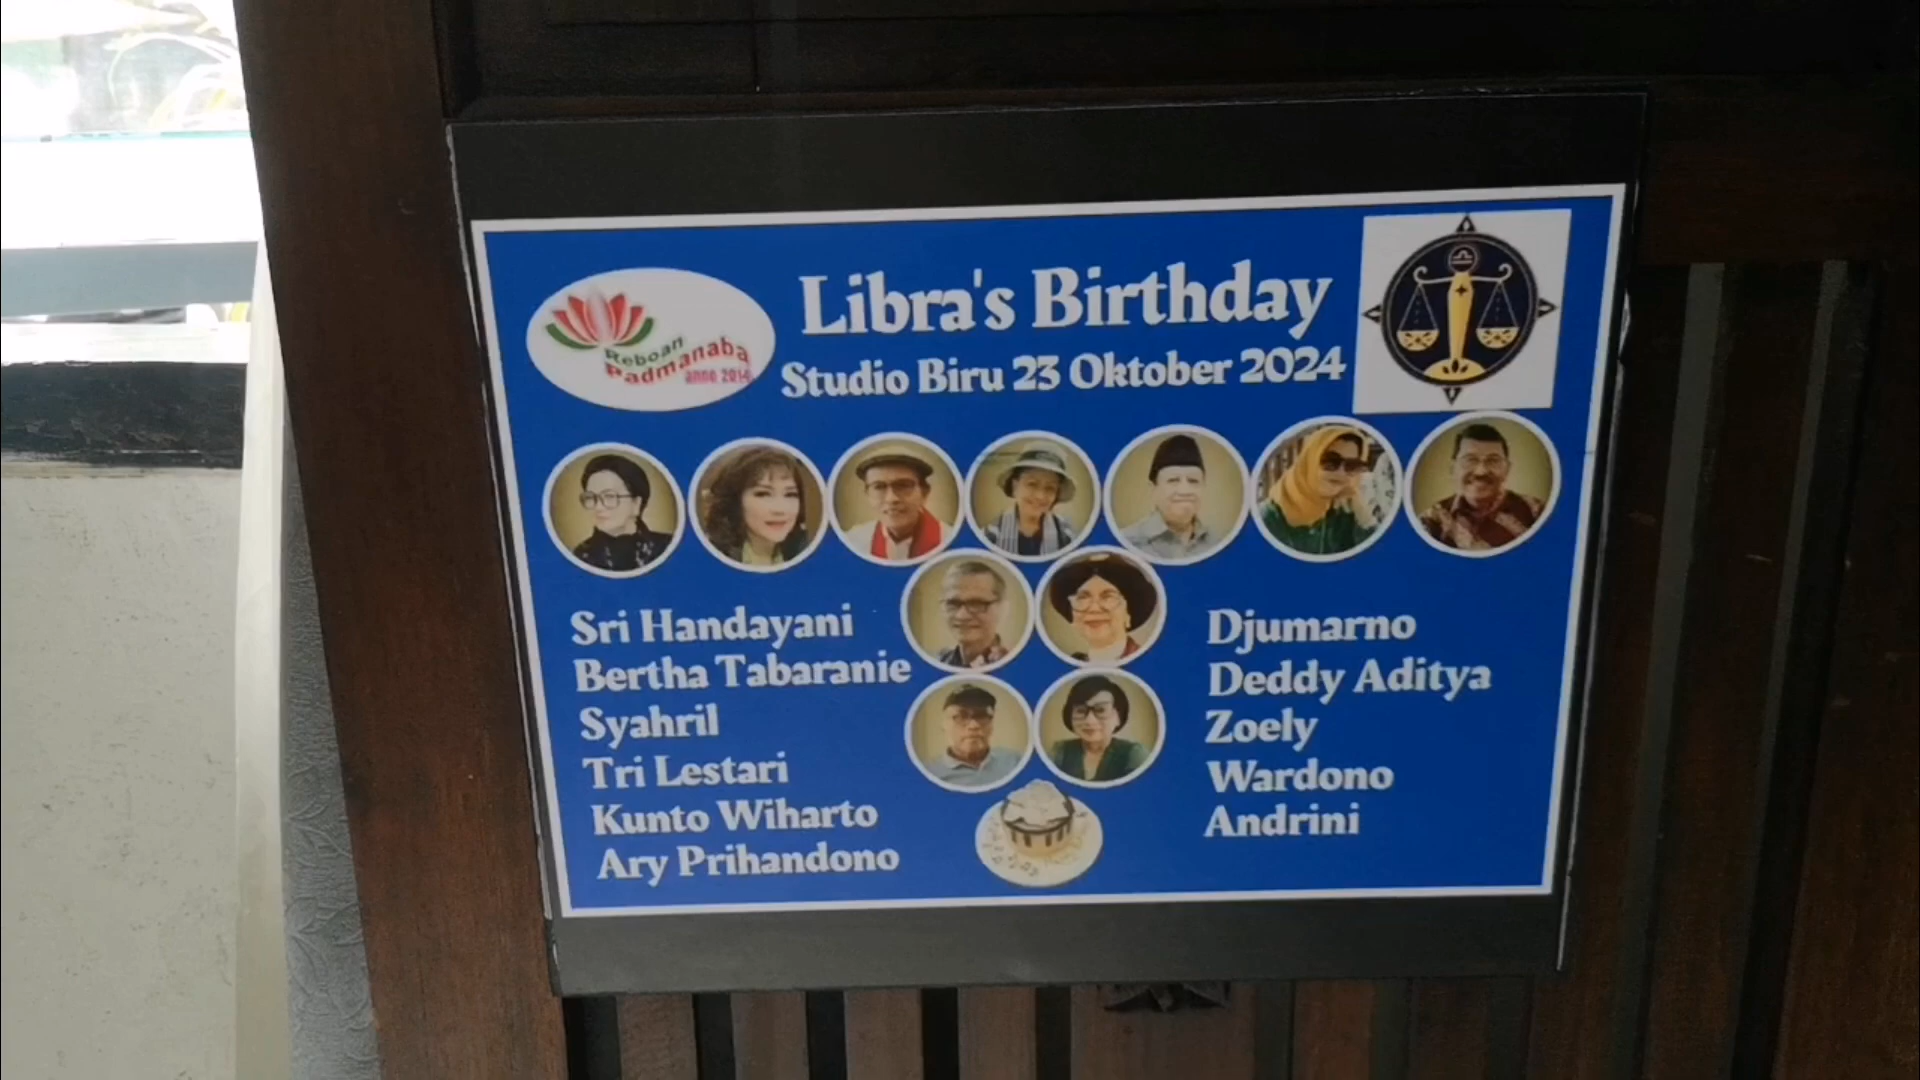 Reboan
Padmanaba
anno 2014
Libra's Birthday
Studio Biru 23 Oktober 2024
Sri Handayani
Bertha Tabaranie
Syahril
Tri Lestari
Kunto Wiharto
Ary Prihandono
Djumarno
Deddy Aditya
Zoely
Wardono
Andrini